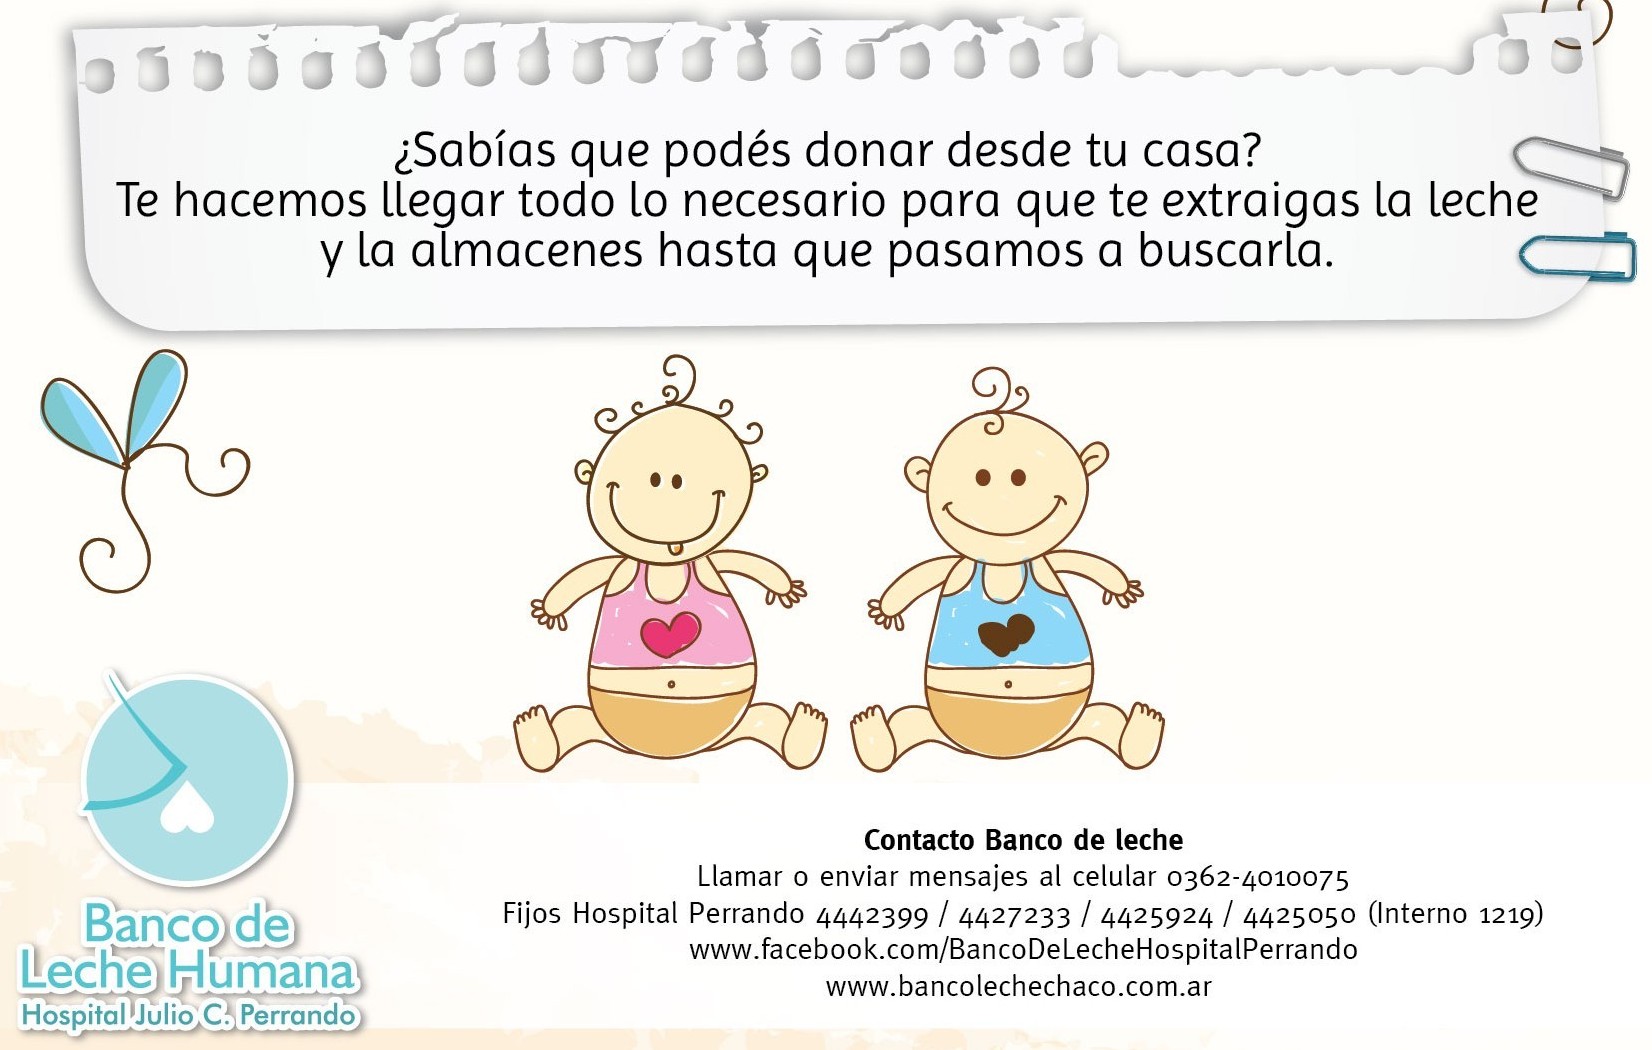 ¿Sabías que podés donar desde tu casa?
Te hacemos llegar todo lo necesario para que te extraigas la leche
y la almacenes hasta que pasamos a buscarla.
Banco de
Leche Humana
Hospital Julio C. Perrando
Contacto Banco de leche
Llamar o enviar mensajes al celular 0362-4010075
Fijos Hospital Perrando 4442399 / 4427233 / 4425924 / 4425050 (Interno 1219)
www.facebook.com/BancoDeLecheHospitalPerrando
www.bancolechechaco.com.ar